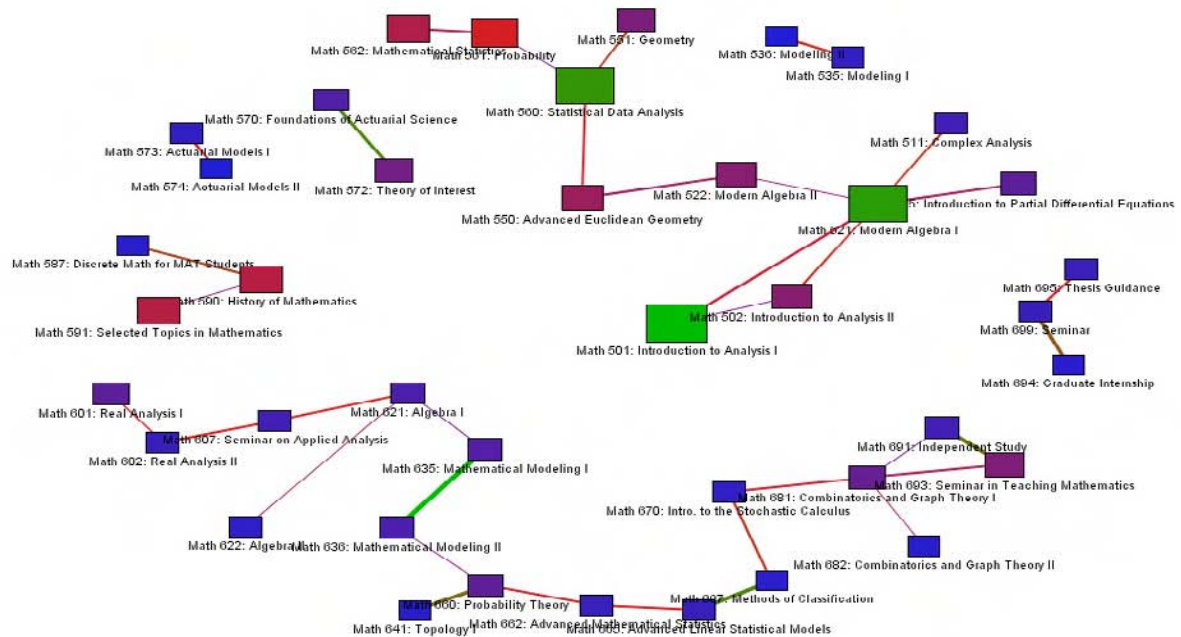 Math 562: Mathematical Statistics
Math 561: Probability
Math 551: Geometry
Math 536: Modeling II
Math 535: Modeling I
Math 560: Statistical Data Analysis
Math 570: Foundations of Actuarial Science
Math 573: Actuarial Models I
Math 574: Actuarial Models II
Math 572: Theory of Interest
Math 511: Complex Analysis
Math 522: Modern Algebra II
Introduction to Partial Differential Equations
Math 550: Advanced Euclidean Geometry
Math 521: Modern Algebra I
Math 587: Discrete Math for MAT Students
Math 590: History of Mathematics
Math 591: Selected Topics in Mathematics
Math 695: Thesis Guidance
Math 502: Introduction to Analysis II
Math 699: Seminar
Math 501: Introduction to Analysis I
Math 694: Graduate Internship
Math 601: Real Analysis I
Math 621: Algebra I
Math 607: Seminar on Applied Analysis
Math 602: Real Analysis II
Math 691: Independent Study
Math 635: Mathematical Modeling I
Math 693: Seminar in Teaching Mathematics
Math 681: Combinatorics and Graph Theory I
Math 670: Intro. to the Stochastic Calculus
Math 622: Algebra II
Math 636: Mathematical Modeling II
Math 682: Combinatorics and Graph Theory II
Math 667: Methods of Classification
Math 660: Probability Theory
Math 662: Advanced Mathematical Statistics
Math 641: Topology I
Advanced Linear Statistical Models